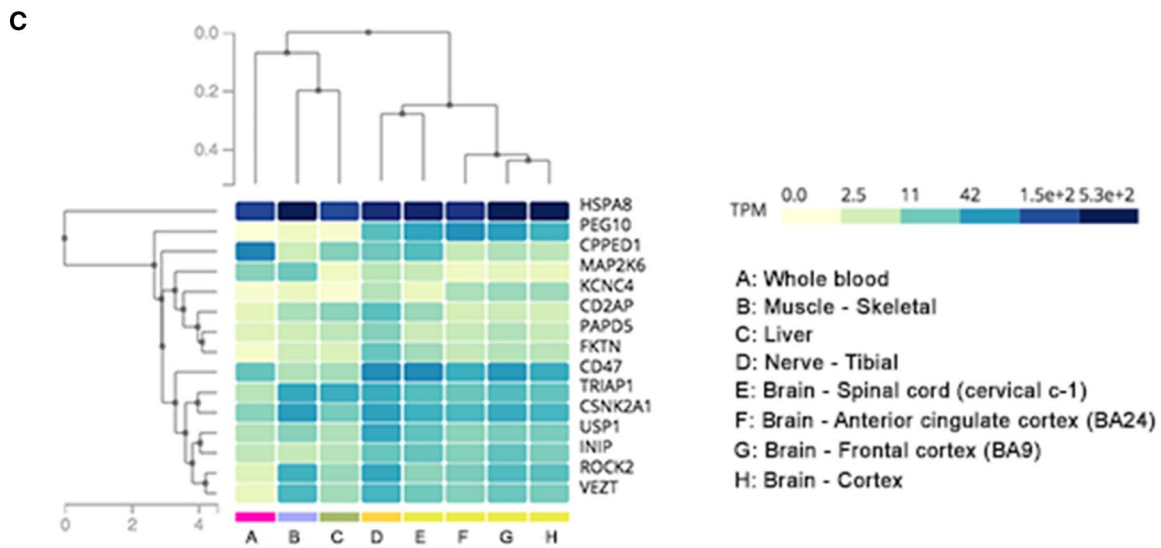 C
0.0
0.2
0.4
HSPA8
PEG10
CPPED1
MAP2K6
KCNC4
CD2AP
PAPD5
FKTN
CD47
TRIAP1
CSNK2A1
USP1
INIP
ROCK2
VEZT
0 2 4
A B C D E F G H
TPM 0.0 2.5 11 42 1.5e+2 5.3e+2
A: Whole blood
B: Muscle - Skeletal
C: Liver
D: Nerve - Tibial
E: Brain - Spinal cord (cervical c-1)
F: Brain - Anterior cingulate cortex (BA24)
G: Brain - Frontal cortex (BA9)
H: Brain - Cortex